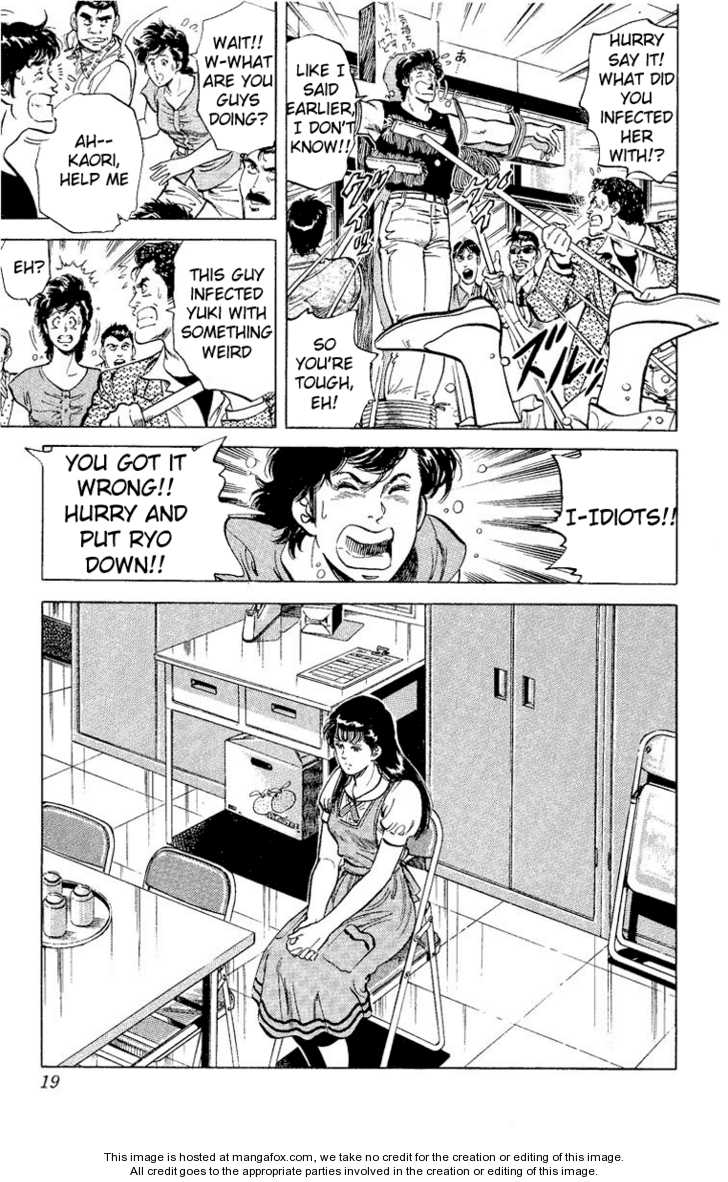 HURRY
SAY IT!
WHAT DID
YOU
INFECTED
HER
WITH!?
LIKE I
SAID
EARLIER,
I DON'T
KNOW!!
SO
YOU'RE
TOUGH,
EH!
WAIT!!
W-WHAT
ARE YOU
GUYS
DOING?
AH--
KAORI,
HELP ME
THIS GUY
INFECTED
YUKI WITH
SOMETHING
WEIRD
EH?
I-IDIOTS!!
YOU GOT IT
WRONG!!
HURRY AND
PUT RYO
DOWN!!
19
This image is hosted at mangafox.com, we take no credit for the creation or editing of this image.
All credit goes to the appropriate parties involved in the creation or editing of this image.